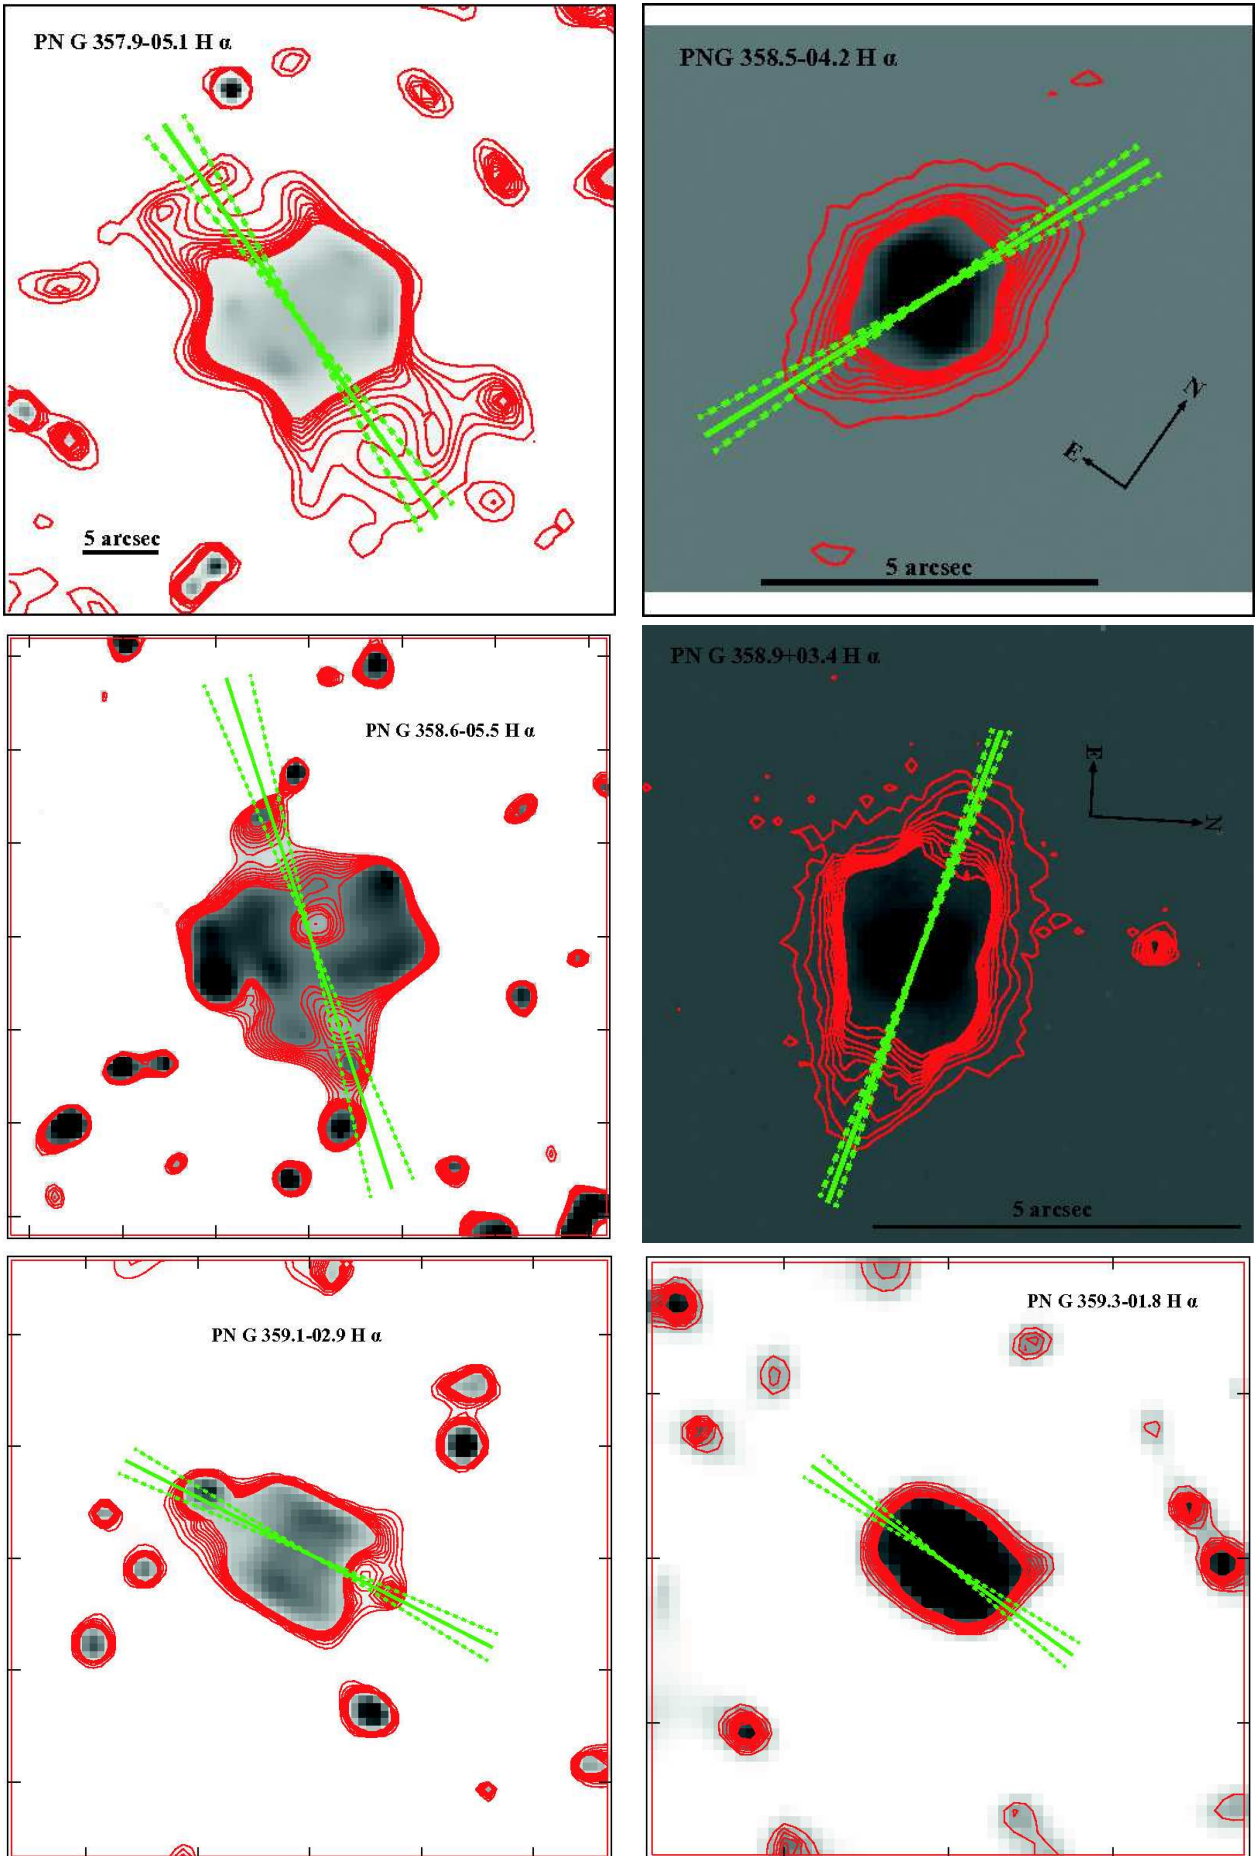 PN G 357.9-05.1 H α
5 arcsec
PNG 358.5-04.2 H α
N
E
5 arcsec
PN G 358.6-05.5 H α
PN G 358.9+03.4 H α
E
N
5 arcsec
PN G 359.1-02.9 H α
PN G 359.3-01.8 H α